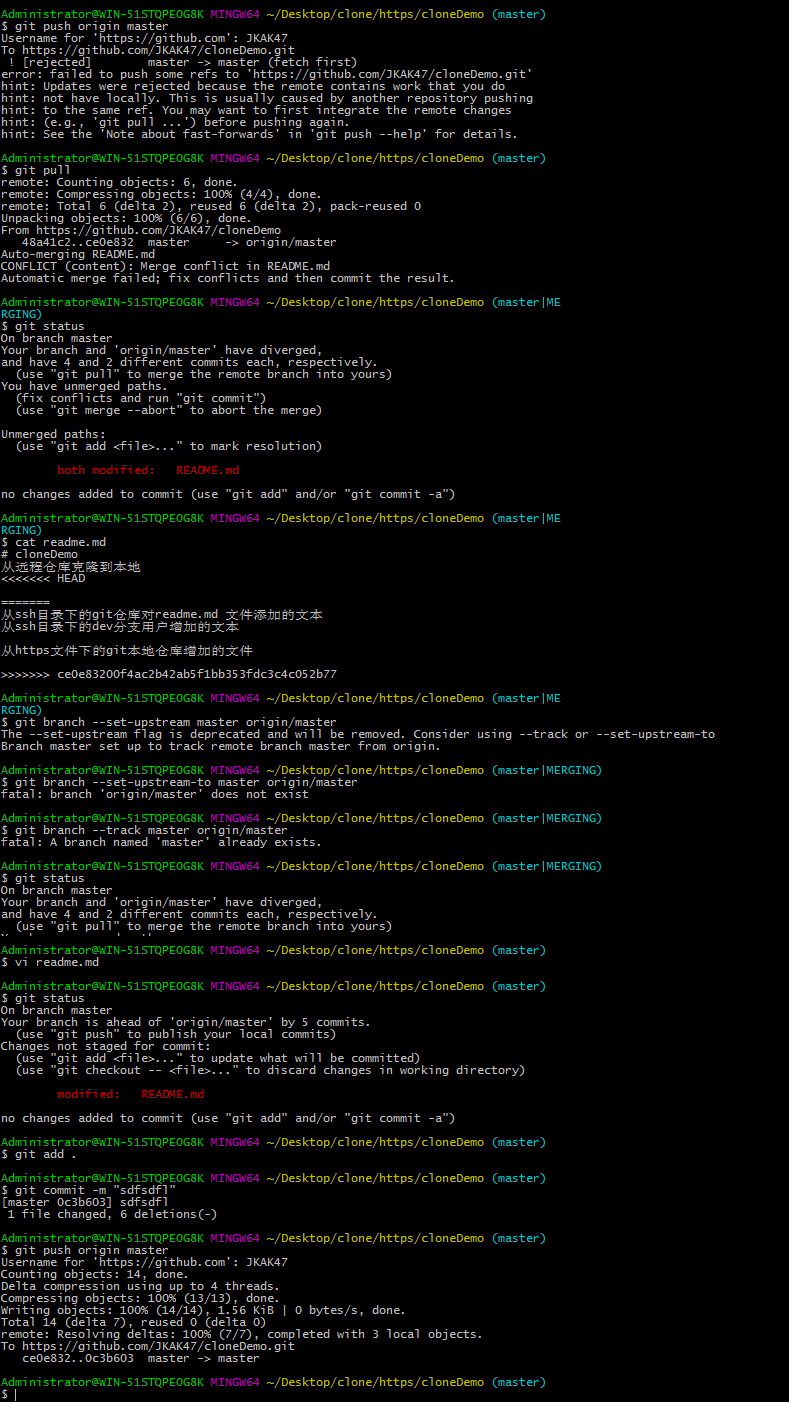 Administrator@WIN-51STQPEOG8K MINGW64 ~/Desktop/clone/https/cloneDemo (master)
$ git push origin master
Username for 'https://github.com': JKAK47
To https://github.com/JKAK47/cloneDemo.git
 ! [rejected]        master -> master (fetch first)
error: failed to push some refs to 'https://github.com/JKAK47/cloneDemo.git'
hint: Updates were rejected because the remote contains work that you do
hint: not have locally. This is usually caused by another repository pushing
hint: to the same ref. You may want to first integrate the remote changes
hint: (e.g., 'git pull ...') before pushing again.
hint: See the 'Note about fast-forwards' in 'git push --help' for details.
Administrator@WIN-51STQPEOG8K MINGW64 ~/Desktop/clone/https/cloneDemo (master)
$ git pull
remote: Counting objects: 6, done.
remote: Compressing objects: 100% (4/4), done.
remote: Total 6 (delta 2), reused 6 (delta 2), pack-reused 0
Unpacking objects: 100% (6/6), done.
From https://github.com/JKAK47/cloneDemo
   48a41c2..ce0e832  master     -> origin/master
Auto-merging README.md
CONFLICT (content): Merge conflict in README.md
Automatic merge failed; fix conflicts and then commit the result.
Administrator@WIN-51STQPEOG8K MINGW64 ~/Desktop/clone/https/cloneDemo (master|ME
RGING)
$ git status
On branch master
Your branch and 'origin/master' have diverged,
and have 4 and 2 different commits each, respectively.
  (use "git pull" to merge the remote branch into yours)
You have unmerged paths.
  (fix conflicts and run "git commit")
  (use "git merge --abort" to abort the merge)
Unmerged paths:
  (use "git add <file>..." to mark resolution)
        both modified:   README.md
no changes added to commit (use "git add" and/or "git commit -a")
Administrator@WIN-51STQPEOG8K MINGW64 ~/Desktop/clone/https/cloneDemo (master|ME
RGING)
$ cat readme.md
# cloneDemo
从远程仓库克隆到本地
<<<<<<< HEAD
=======
从ssh目录下的git仓库对readme.md 文件添加的文本
从ssh目录下的dev分支用户增加的文本
从https文件下的git本地仓库增加的文件
>>>>>>> ce0e83200f4ac2b42ab5f1bb353fdc3c4c052b77
Administrator@WIN-51STQPEOG8K MINGW64 ~/Desktop/clone/https/cloneDemo (master|ME
RGING)
$ git branch --set-upstream master origin/master
The --set-upstream flag is deprecated and will be removed. Consider using --track or --set-upstream-to
Branch master set up to track remote branch master from origin.
Administrator@WIN-51STQPEOG8K MINGW64 ~/Desktop/clone/https/cloneDemo (master|MERGING)
$ git branch --set-upstream-to master origin/master
fatal: branch 'origin/master' does not exist
Administrator@WIN-51STQPEOG8K MINGW64 ~/Desktop/clone/https/cloneDemo (master|MERGING)
$ git branch --track master origin/master
fatal: A branch named 'master' already exists.
Administrator@WIN-51STQPEOG8K MINGW64 ~/Desktop/clone/https/cloneDemo (master|MERGING)
$ git status
On branch master
Your branch and 'origin/master' have diverged,
and have 4 and 2 different commits each, respectively.
  (use "git pull" to merge the remote branch into yours)
Administrator@WIN-51STQPEOG8K MINGW64 ~/Desktop/clone/https/cloneDemo (master)
$ vi readme.md
Administrator@WIN-51STQPEOG8K MINGW64 ~/Desktop/clone/https/cloneDemo (master)
$ git status
On branch master
Your branch is ahead of 'origin/master' by 5 commits.
  (use "git push" to publish your local commits)
Changes not staged for commit:
  (use "git add <file>..." to update what will be committed)
  (use "git checkout -- <file>..." to discard changes in working directory)
        modified:   README.md
no changes added to commit (use "git add" and/or "git commit -a")
Administrator@WIN-51STQPEOG8K MINGW64 ~/Desktop/clone/https/cloneDemo (master)
$ git add .
Administrator@WIN-51STQPEOG8K MINGW64 ~/Desktop/clone/https/cloneDemo (master)
$ git commit -m "sdfsdfl"
[master 0c3b603] sdfsdfl
 1 file changed, 6 deletions(-)
Administrator@WIN-51STQPEOG8K MINGW64 ~/Desktop/clone/https/cloneDemo (master)
$ git push origin master
Username for 'https://github.com': JKAK47
Counting objects: 14, done.
Delta compression using up to 4 threads.
Compressing objects: 100% (13/13), done.
Writing objects: 100% (14/14), 1.56 KiB | 0 bytes/s, done.
Total 14 (delta 7), reused 0 (delta 0)
remote: Resolving deltas: 100% (7/7), completed with 3 local objects.
To https://github.com/JKAK47/cloneDemo.git
   ce0e832..0c3b603  master -> master
Administrator@WIN-51STQPEOG8K MINGW64 ~/Desktop/clone/https/cloneDemo (master)
$